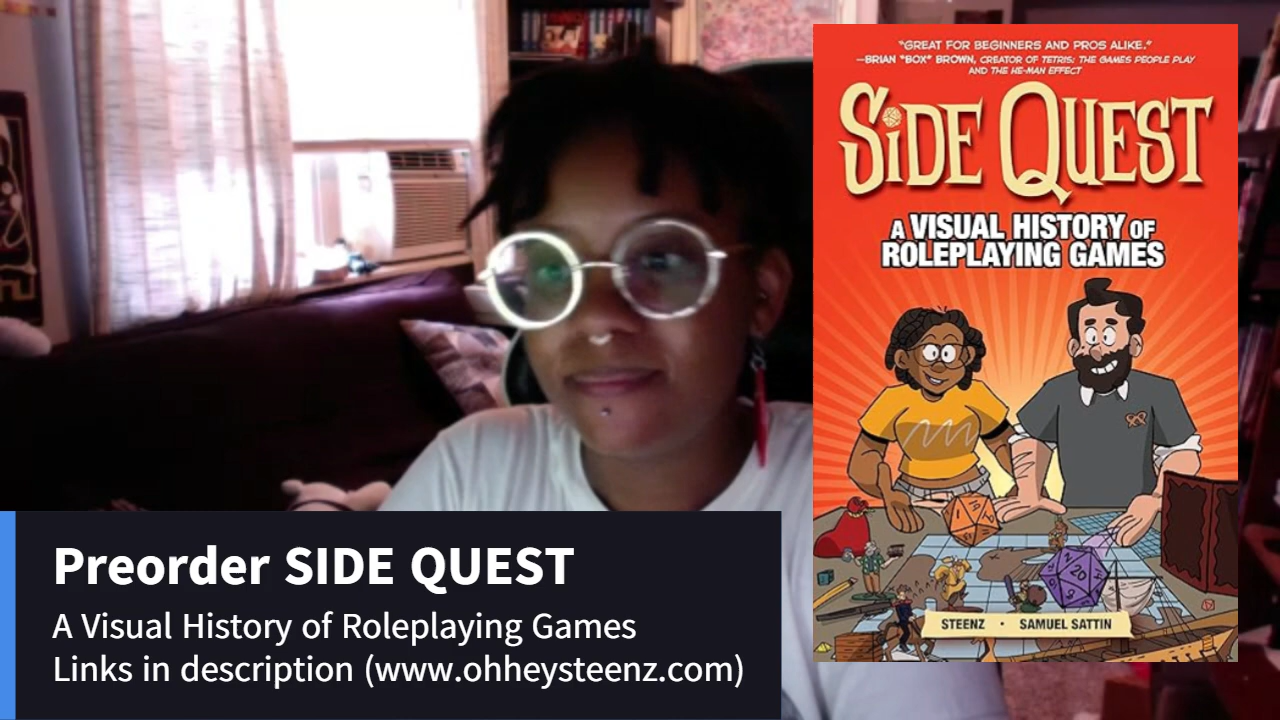 "GREAT FOR BEGINNERS AND PROS ALIKE."
—BRIAN "BOX" BROWN, CREATOR OF TETRIS: THE GAMES PEOPLE PLAY
AND THE HE-MAN EFFECT
SIDE QUEST
A VISUAL HISTORY OF
ROLEPLAYING GAMES
20
STEENZ • SAMUEL SATTIN
Preorder SIDE QUEST
A Visual History of Roleplaying Games
Links in description (www.ohheysteenz.com)